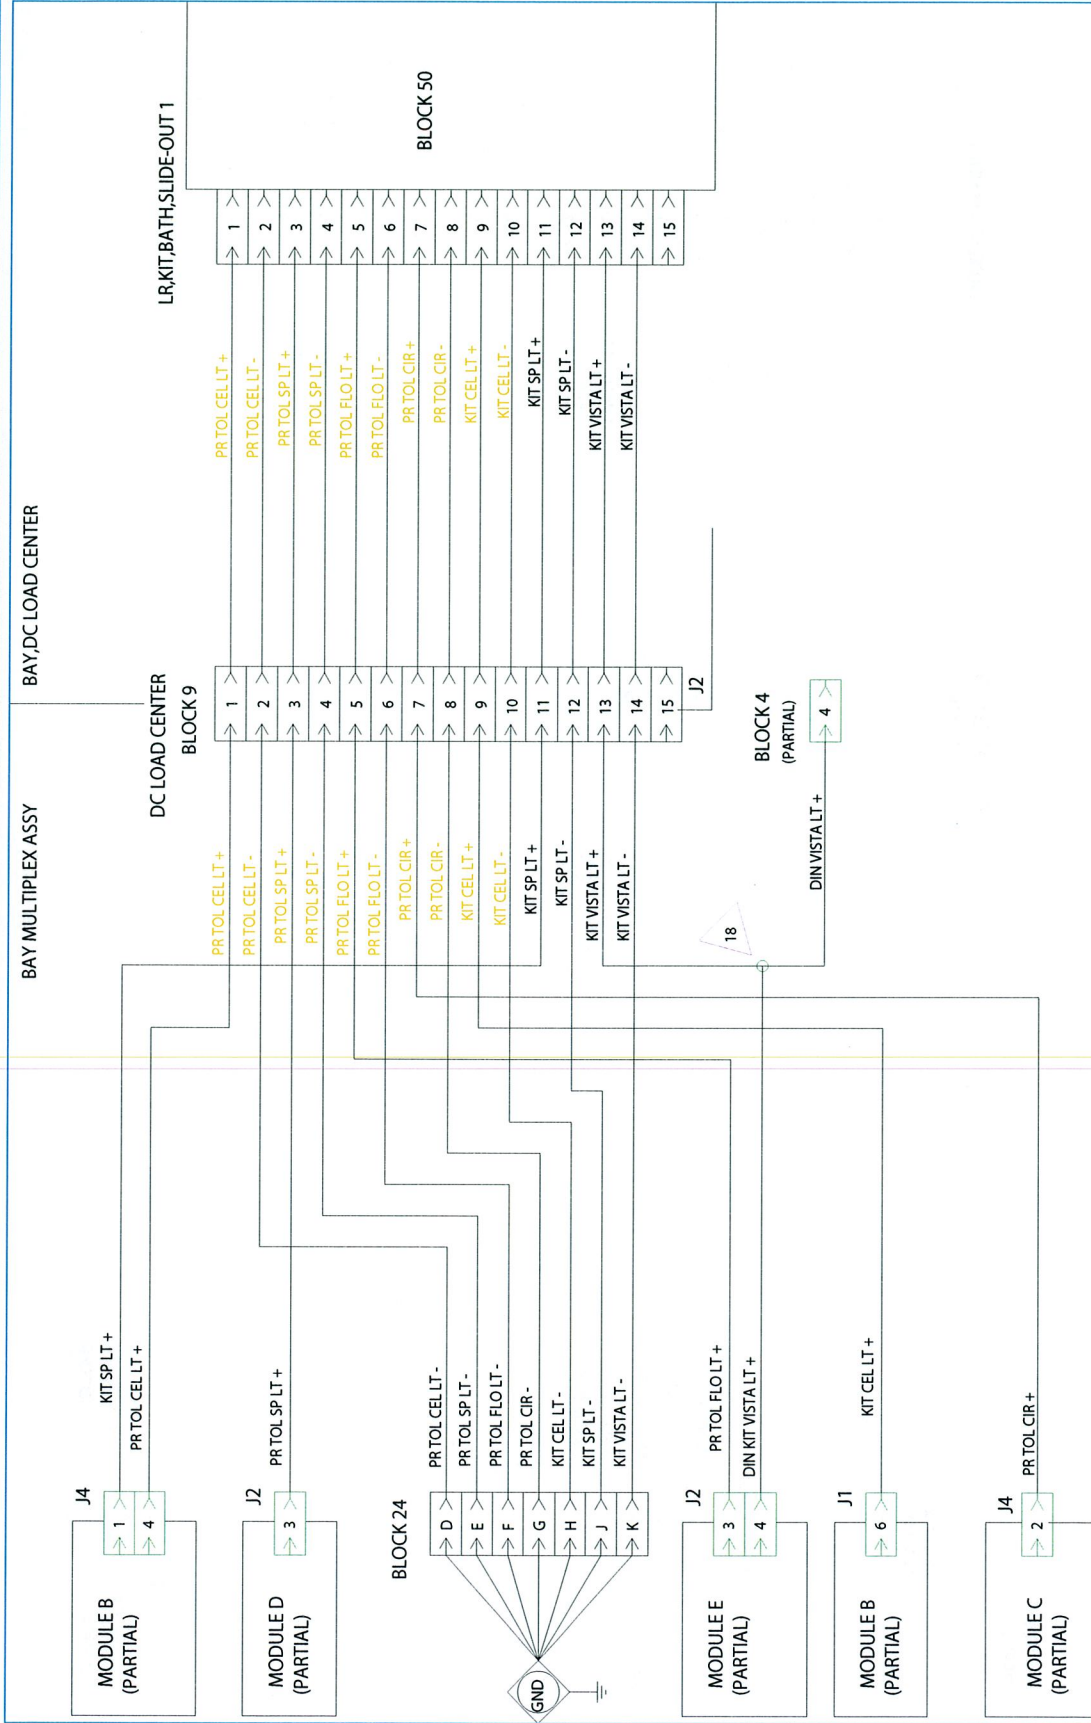 BAY MULTIPLEX ASSY
BAY,DC LOAD CENTER
LR,KIT,BATH,SLIDE-OUT 1
BLOCK 50
1
2
3
4
5
6
7
8
9
10
11
12
13
14
15
PR TOL CEL LT +
PR TOL CEL LT -
PR TOL SP LT +
PR TOL SP LT -
PR TOL FLO LT +
PR TOL FLO LT -
PR TOL CIR +
PR TOL CIR -
KIT CEL LT +
KIT CEL LT -
KIT SP LT +
KIT SP LT -
KIT VISTA LT +
KIT VISTA LT -
DC LOAD CENTER
BLOCK 9
1
2
3
4
5
6
7
8
9
10
11
12
13
14
15
J2
BLOCK 4
(PARTIAL)
4
PR TOL CEL LT +
PR TOL CEL LT -
PR TOL SP LT +
PR TOL SP LT -
PR TOL FLO LT +
PR TOL FLO LT -
PR TOL CIR +
PR TOL CIR -
KIT CEL LT +
KIT CEL LT -
KIT SP LT +
KIT SP LT -
KIT VISTA LT +
KIT VISTA LT -
DIN VISTA LT +
18
KIT SP LT +
PR TOL CEL LT +
J4
1
4
MODULE B
(PARTIAL)
PR TOL SP LT +
J2
3
MODULE D
(PARTIAL)
PR TOL CEL LT -
PR TOL SP LT -
PR TOL FLO LT -
PR TOL CIR -
KIT CEL LT -
KIT SP LT -
KIT VISTA LT -
BLOCK 24
D
E
F
G
H
J
K
GND
PR TOL FLO LT +
DIN KIT VISTA LT +
J2
3
4
MODULE E
(PARTIAL)
KIT CEL LT +
J1
6
MODULE B
(PARTIAL)
PR TOL CIR +
J4
2
MODULE C
(PARTIAL)